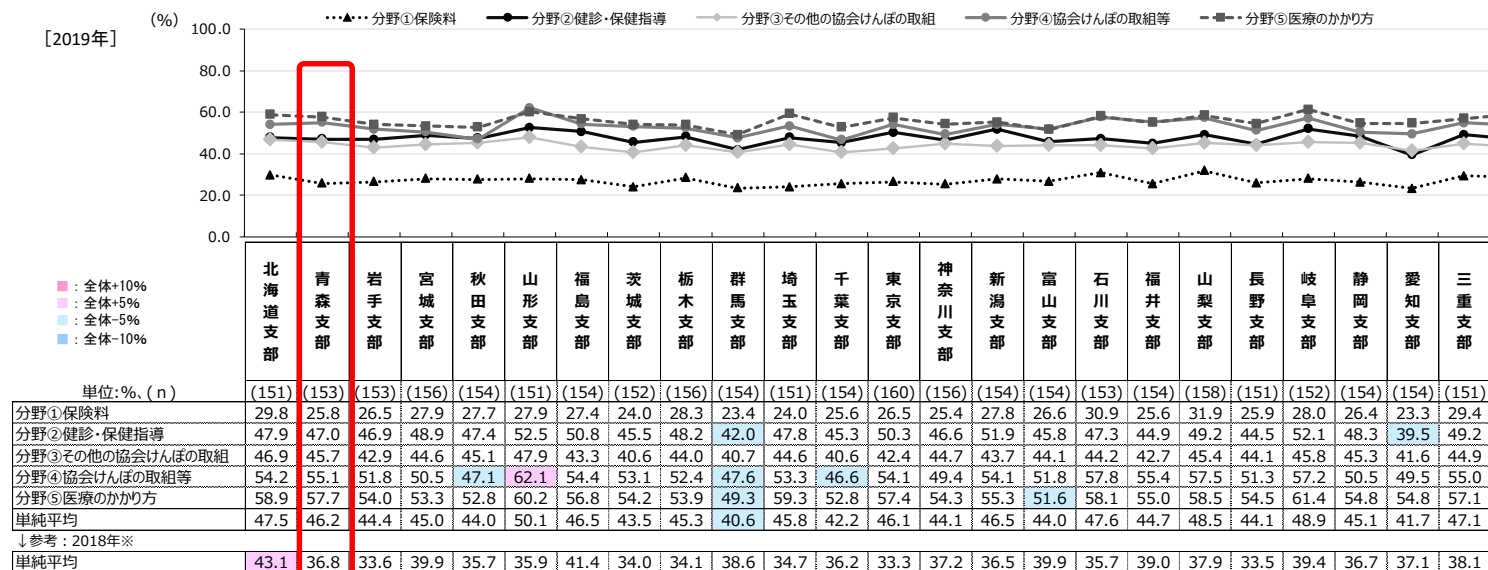 (%)
‥▲‥ 分野①保険料 ● 分野②健診・保健指導 ◆ 分野③その他の協会けんぽの取組 ● 分野④協会けんぽの取組等 ■ 分野⑤医療のかかり方
[2019年]
100.0
80.0
60.0
40.0
20.0
0.0
■：全体+10%
■：全体+5%
■：全体-5%
■：全体-10%
北海道支部 青森支部 岩手支部 宮城支部 秋田支部 山形支部 福島支部 茨城支部 栃木支部 群馬支部 埼玉支部 千葉支部 東京支部 神奈川支部 新潟支部 富山支部 石川支部 福井支部 山梨支部 長野支部 岐阜支部 静岡支部 愛知支部 三重支部
単位:%、( n ) (151) (153) (153) (156) (154) (151) (154) (152) (156) (154) (151) (154) (160) (156) (154) (154) (153) (154) (158) (151) (152) (154) (154) (151)
分野①保険料 29.8 25.8 26.5 27.9 27.7 27.9 27.4 24.0 28.3 23.4 24.0 25.6 26.5 25.4 27.8 26.6 30.9 25.6 31.9 25.9 28.0 26.4 23.3 29.4
分野②健診・保健指導 47.9 47.0 46.9 48.9 47.4 52.5 50.8 45.5 48.2 42.0 47.8 45.3 50.3 46.6 51.9 45.8 47.3 44.9 49.2 44.5 52.1 48.3 39.5 49.2
分野③その他の協会けんぽの取組 46.9 45.7 42.9 44.6 45.1 47.9 43.3 40.6 44.0 40.7 44.6 40.6 42.4 44.7 43.7 44.1 44.2 42.7 45.4 44.1 45.8 45.3 41.6 44.9
分野④協会けんぽの取組等 54.2 55.1 51.8 50.5 47.1 62.1 54.4 53.1 52.4 47.6 53.3 46.6 54.1 49.4 54.1 51.8 57.8 55.4 57.5 51.3 57.2 50.5 49.5 55.0
分野⑤医療のかかり方 58.9 57.7 54.0 53.3 52.8 60.2 56.8 54.2 53.9 49.3 59.3 52.8 57.4 54.3 55.3 51.6 58.1 55.0 58.5 54.5 61.4 54.8 54.8 57.1
単純平均 47.5 46.2 44.4 45.0 44.0 50.1 46.5 43.5 45.3 40.6 45.8 42.2 46.1 44.1 46.5 44.0 47.6 44.7 48.5 44.1 48.9 45.1 41.7 47.1
↓参考：2018年※
単純平均 43.1 36.8 33.6 39.9 35.7 35.9 41.4 34.0 34.1 38.6 34.7 36.2 33.3 37.2 36.5 39.9 35.7 39.0 37.9 33.5 39.4 36.7 37.1 38.1